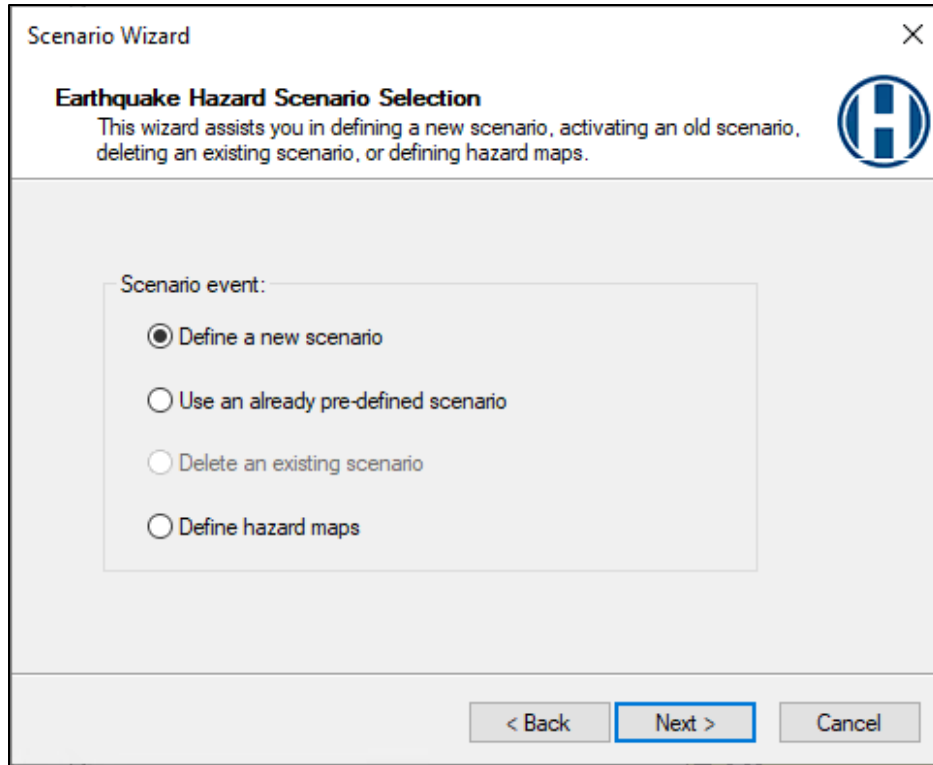 Scenario Wizard
Earthquake Hazard Scenario Selection
This wizard assists you in defining a new scenario, activating an old scenario,
deleting an existing scenario, or defining hazard maps.
Scenario event:
Define a new scenario
Use an already pre-defined scenario
Delete an existing scenario
Define hazard maps
< Back
Next >
Cancel